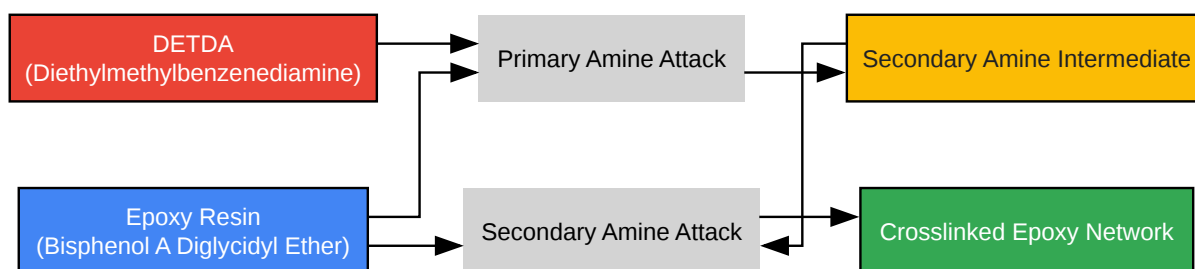 DETDA
(Diethylmethylbenzenediamine)
Primary Amine Attack
Secondary Amine Intermediate
Epoxy Resin
(Bisphenol A Diglycidyl Ether)
Secondary Amine Attack
Crosslinked Epoxy Network